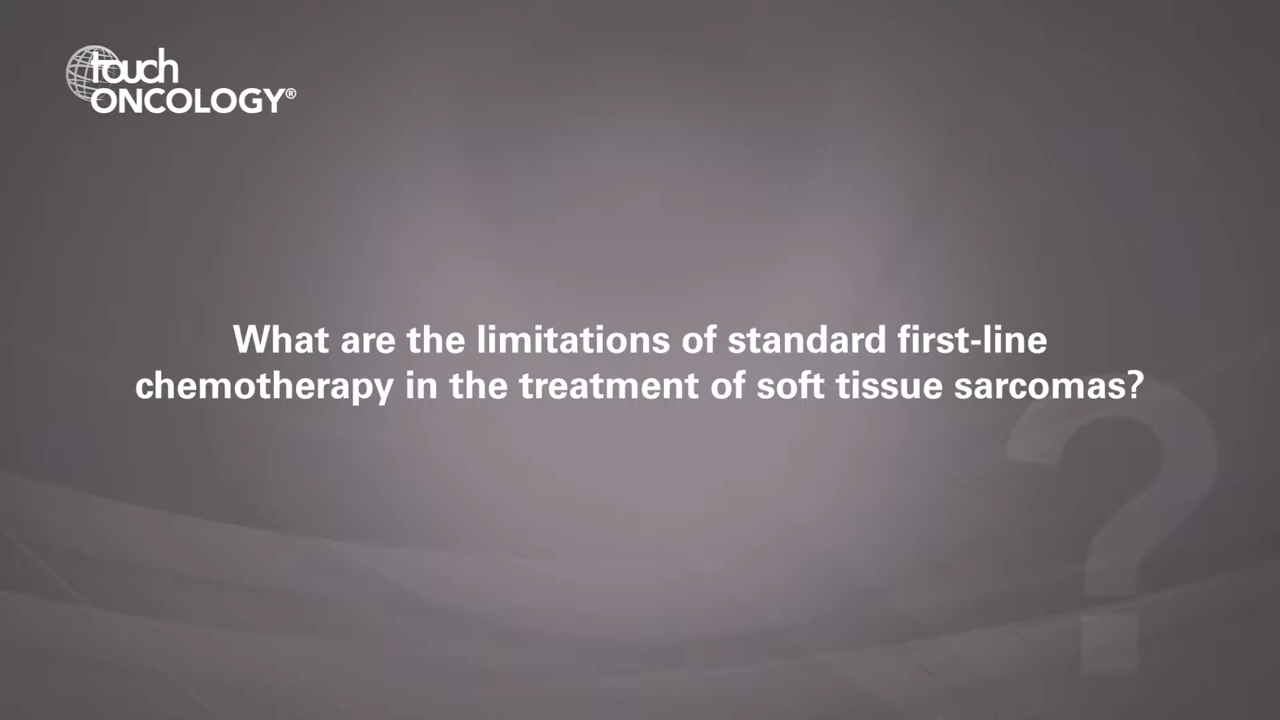 touch
ONCOLOGY®
What are the limitations of standard first-line
chemotherapy in the treatment of soft tissue sarcomas?
?